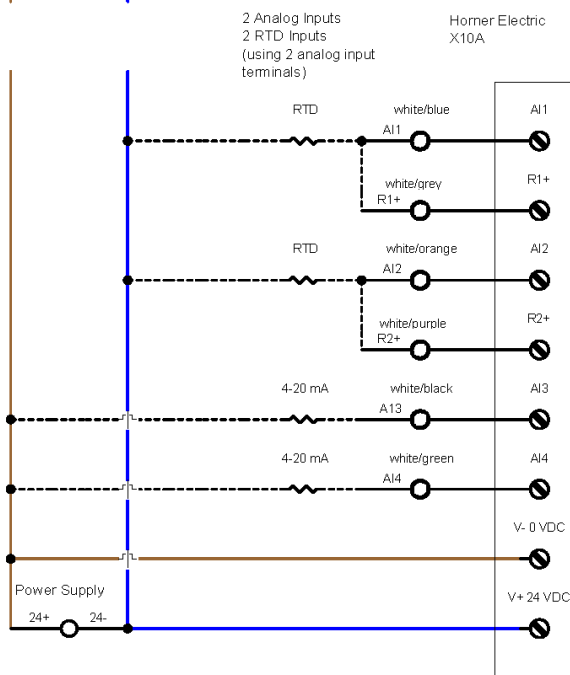 2 Analog Inputs
2 RTD Inputs
(using 2 analog input
terminals)
Horner Electric
X10A
RTD
white/blue
AI1
AI1
white/grey
R1+
R1+
RTD
white/orange
AI2
AI2
white/purple
R2+
R2+
4-20 mA
white/black
AI3
A13
4-20 mA
white/green
AI4
AI4
V- 0 VDC
Power Supply
V+ 24 VDC
24+
24-